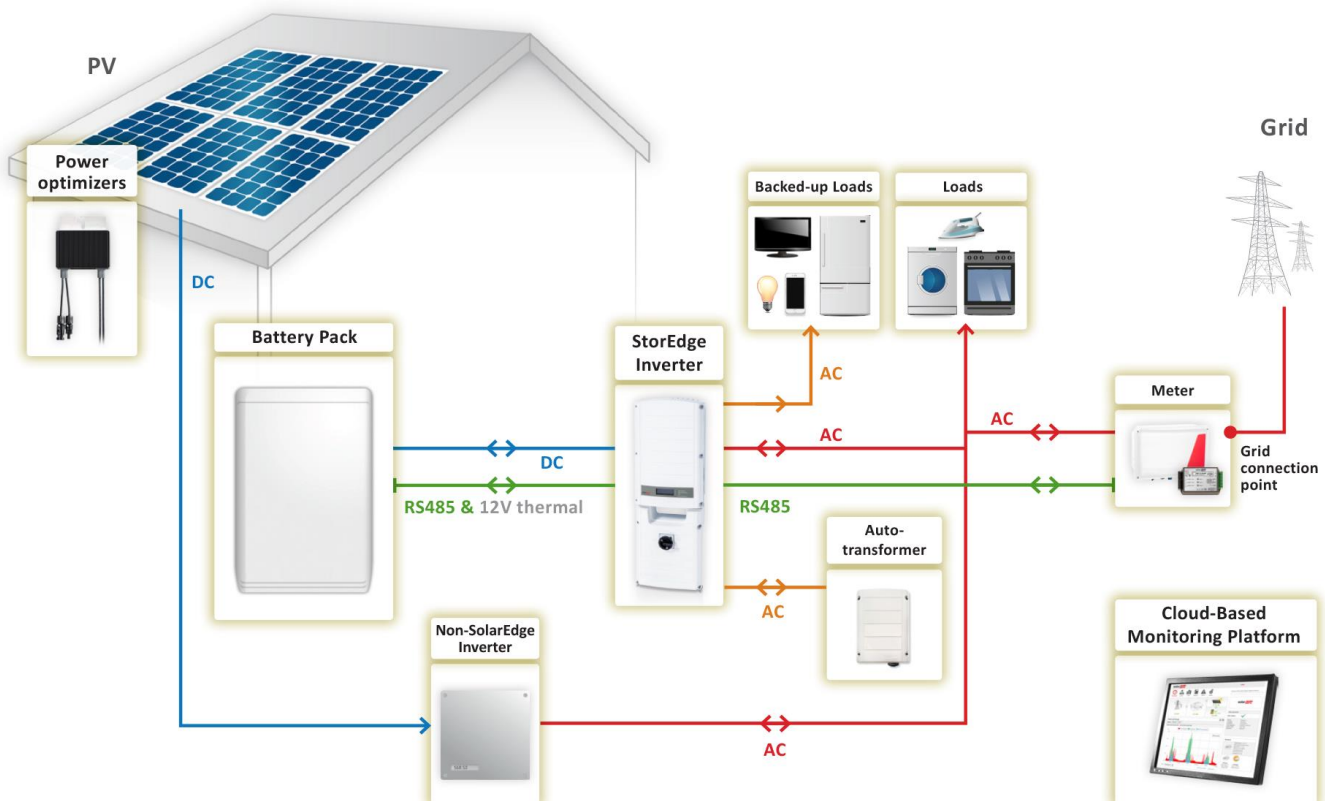 PV
Power
optimizers
DC
Battery Pack
StorEdge
Inverter
Backed-up Loads
Loads
Grid
AC
AC
AC
DC
RS485 & 12V thermal
RS485
Meter
Grid
connection
point
Auto-
transformer
AC
Non-SolarEdge
Inverter
AC
Cloud-Based
Monitoring Platform